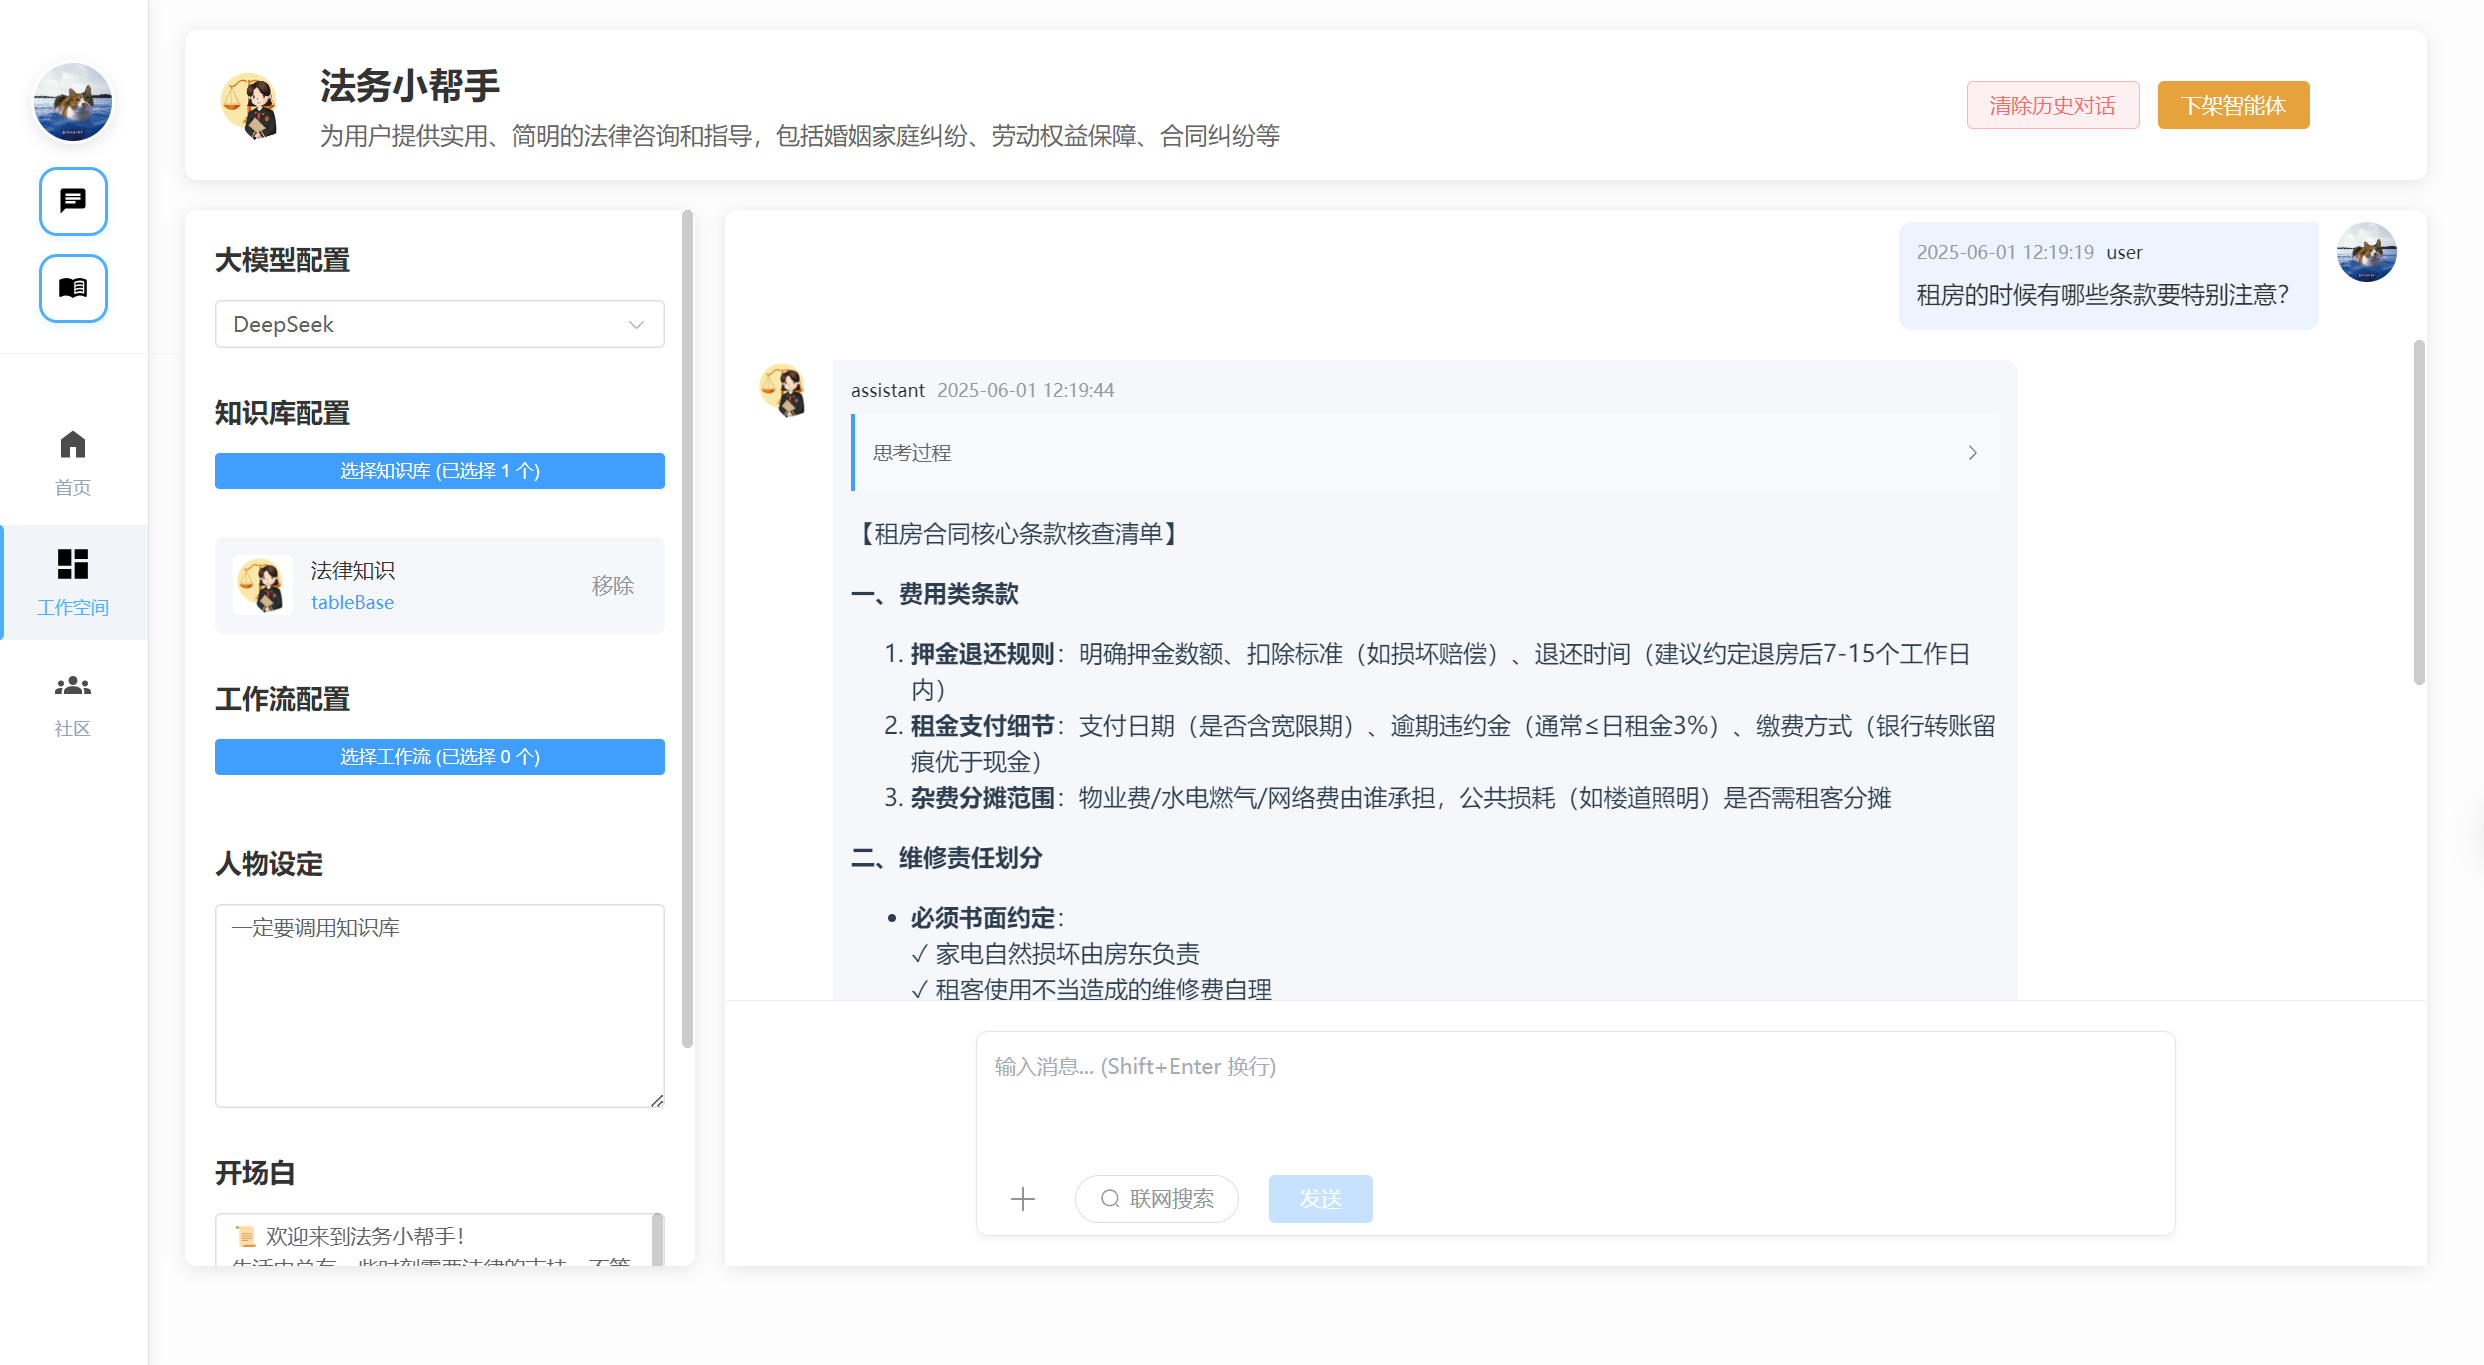 法务小帮手
为用户提供实用、简明的法律咨询和指导，包括婚姻家庭纠纷、劳动权益保障、合同纠纷等
清除历史对话
下架智能体
首页
工作空间
社区
大模型配置
DeepSeek
知识库配置
选择知识库 (已选择 1 个)
法律知识
tableBase
移除
工作流配置
选择工作流 (已选择 0 个)
人物设定
一定要调用知识库
开场白
📜 欢迎来到法务小帮手！
2025-06-01 12:19:19 user
租房的时候有哪些条款要特别注意？
assistant 2025-06-01 12:19:44
思考过程
【租房合同核心条款核查清单】
一、费用类条款
1. 押金退还规则：明确押金数额、扣除标准（如损坏赔偿）、退还时间（建议约定退房后7-15个工作日
内）
2. 租金支付细节：支付日期（是否含宽限期）、逾期违约金（通常≤日租金3%）、缴费方式（银行转账留
痕优于现金）
3. 杂费分摊范围：物业费/水电燃气/网络费由谁承担，公共损耗（如楼道照明）是否需租客分摊
二、维修责任划分
• 必须书面约定：
✓ 家电自然损坏由房东负责
✓ 租客使用不当造成的维修费自理
输入消息... (Shift+Enter 换行)
联网搜索
发送